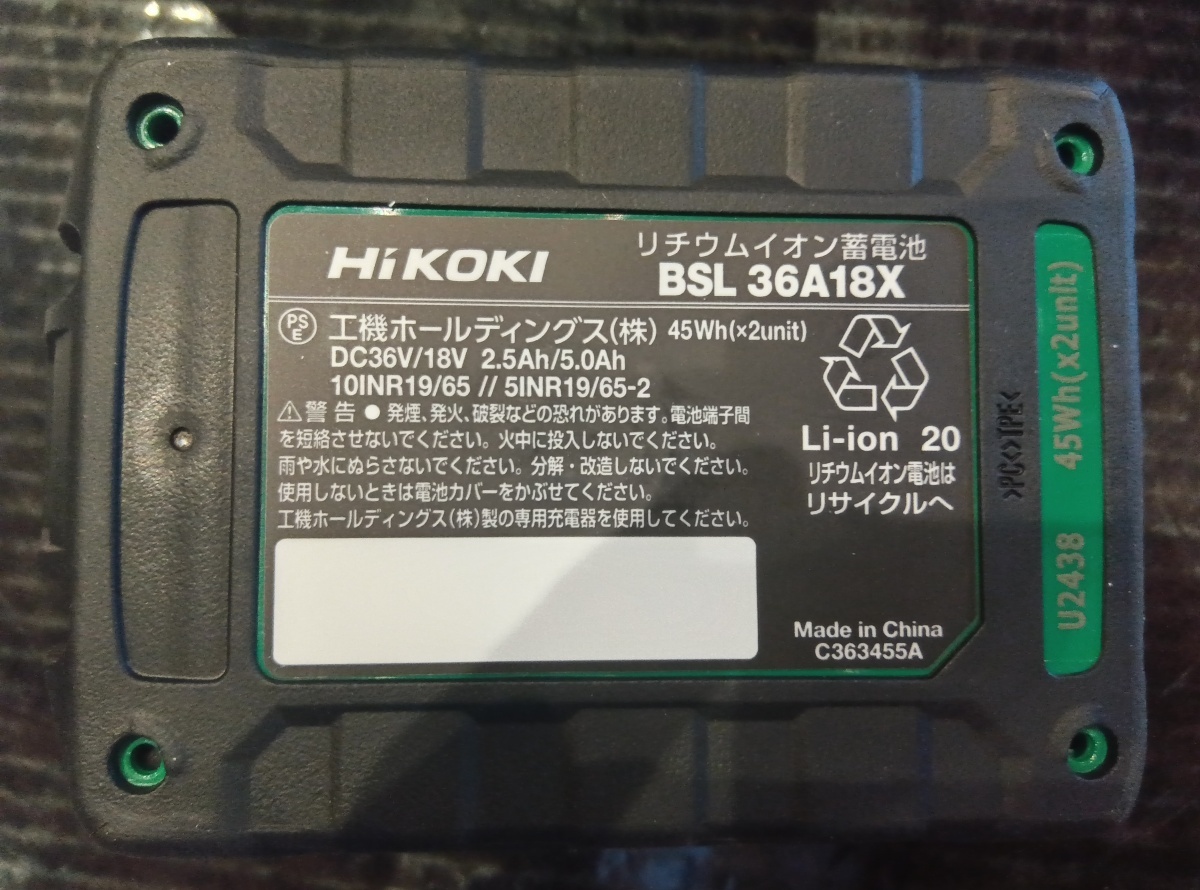 HiKOKI
リチウムイオン蓄電池
BSL 36A18X
PS
E
工機ホールディングス(株) 45Wh(×2unit)
DC36V/18V 2.5Ah/5.0Ah
10INR19/65 // 5INR19/65-2
⚠警告 ● 発煙、発火、破裂などの恐れがあります。電池端子間
を短絡させないでください。火中に投入しないでください。
雨や水にぬらさないでください。分解・改造しないでください。
使用しないときは電池カバーをかぶせてください。
工機ホールディングス(株)製の専用充電器を使用してください。
Li-ion 20
リチウムイオン電池は
リサイクルへ
Made in China
C363455A
>PC<>TPE<
U2438 45Wh(x2unit)